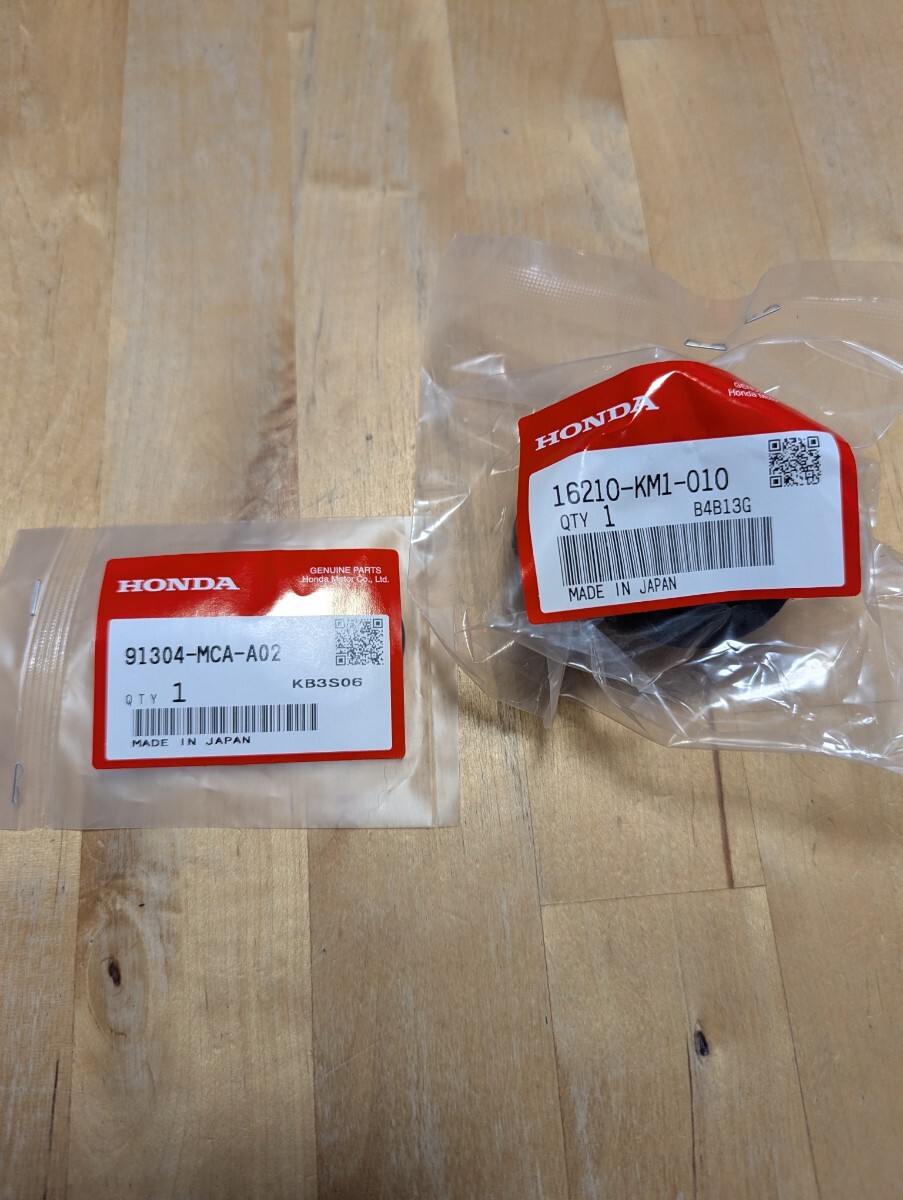 HONDA
GENUINE PARTS
Honda Motor Co., Ltd.
91304-MCA-A02
KB3S06
QTY 1
MADE IN JAPAN
HONDA
Honda
16210-KM1-010
QTY 1 B4B13G
MADE IN JAPAN